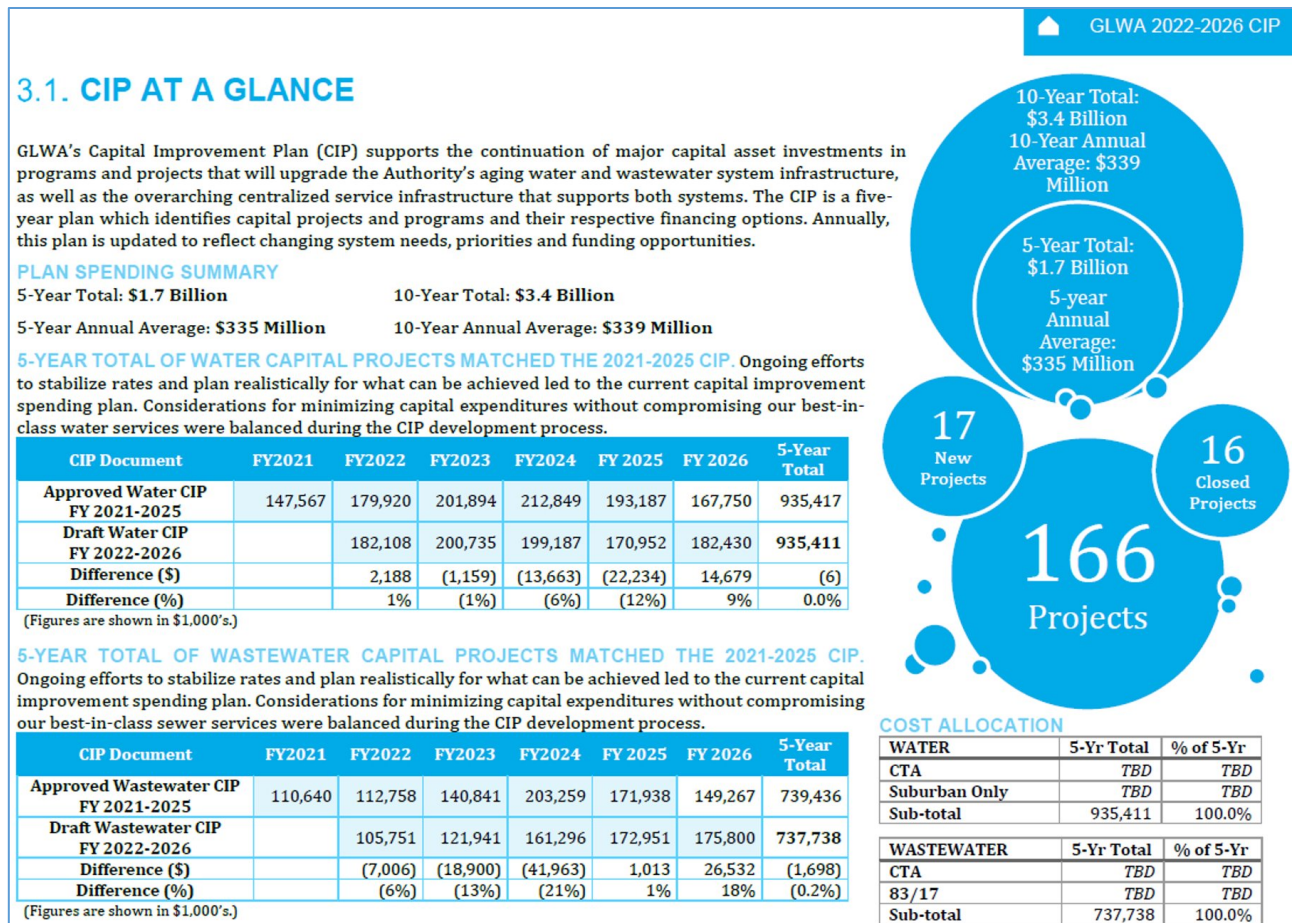 GLWA 2022-2026 CIP
3.1. CIP AT A GLANCE
GLWA's Capital Improvement Plan (CIP) supports the continuation of major capital asset investments in
programs and projects that will upgrade the Authority's aging water and wastewater system infrastructure,
as well as the overarching centralized service infrastructure that supports both systems. The CIP is a five-
year plan which identifies capital projects and programs and their respective financing options. Annually,
this plan is updated to reflect changing system needs, priorities and funding opportunities.
PLAN SPENDING SUMMARY
5-Year Total: $1.7 Billion 10-Year Total: $3.4 Billion
5-Year Annual Average: $335 Million 10-Year Annual Average: $339 Million
5-YEAR TOTAL OF WATER CAPITAL PROJECTS MATCHED THE 2021-2025 CIP. Ongoing efforts
to stabilize rates and plan realistically for what can be achieved led to the current capital improvement
spending plan. Considerations for minimizing capital expenditures without compromising our best-in-
class water services were balanced during the CIP development process.
CIP Document FY2021 FY2022 FY2023 FY2024 FY 2025 FY 2026 5-Year
Total
Approved Water CIP
FY 2021-2025 147,567 179,920 201,894 212,849 193,187 167,750 935,417
Draft Water CIP
FY 2022-2026 182,108 200,735 199,187 170,952 182,430 935,411
Difference ($) 2,188 (1,159) (13,663) (22,234) 14,679 (6)
Difference (%) 1% (1%) (6%) (12%) 9% 0.0%
(Figures are shown in $1,000's.)
5-YEAR TOTAL OF WASTEWATER CAPITAL PROJECTS MATCHED THE 2021-2025 CIP.
Ongoing efforts to stabilize rates and plan realistically for what can be achieved led to the current capital
improvement spending plan. Considerations for minimizing capital expenditures without compromising
our best-in-class sewer services were balanced during the CIP development process.
CIP Document FY2021 FY2022 FY2023 FY2024 FY 2025 FY 2026 5-Year
Total
Approved Wastewater CIP
FY 2021-2025 110,640 112,758 140,841 203,259 171,938 149,267 739,436
Draft Wastewater CIP
FY 2022-2026 105,751 121,941 161,296 172,951 175,800 737,738
Difference ($) (7,006) (18,900) (41,963) 1,013 26,532 (1,698)
Difference (%) (6%) (13%) (21%) 1% 18% (0.2%)
(Figures are shown in $1,000's.)
10-Year Total:
$3.4 Billion
10-Year Annual
Average: $339
Million
5-Year Total:
$1.7 Billion
5-year
Annual
Average:
$335 Million
17
New
Projects
16
Closed
Projects
166
Projects
COST ALLOCATION
WATER 5-Yr Total % of 5-Yr
CTA TBD TBD
Suburban Only TBD TBD
Sub-total 935,411 100.0%
WASTEWATER 5-Yr Total % of 5-Yr
CTA TBD TBD
83/17 TBD TBD
Sub-total 737,738 100.0%